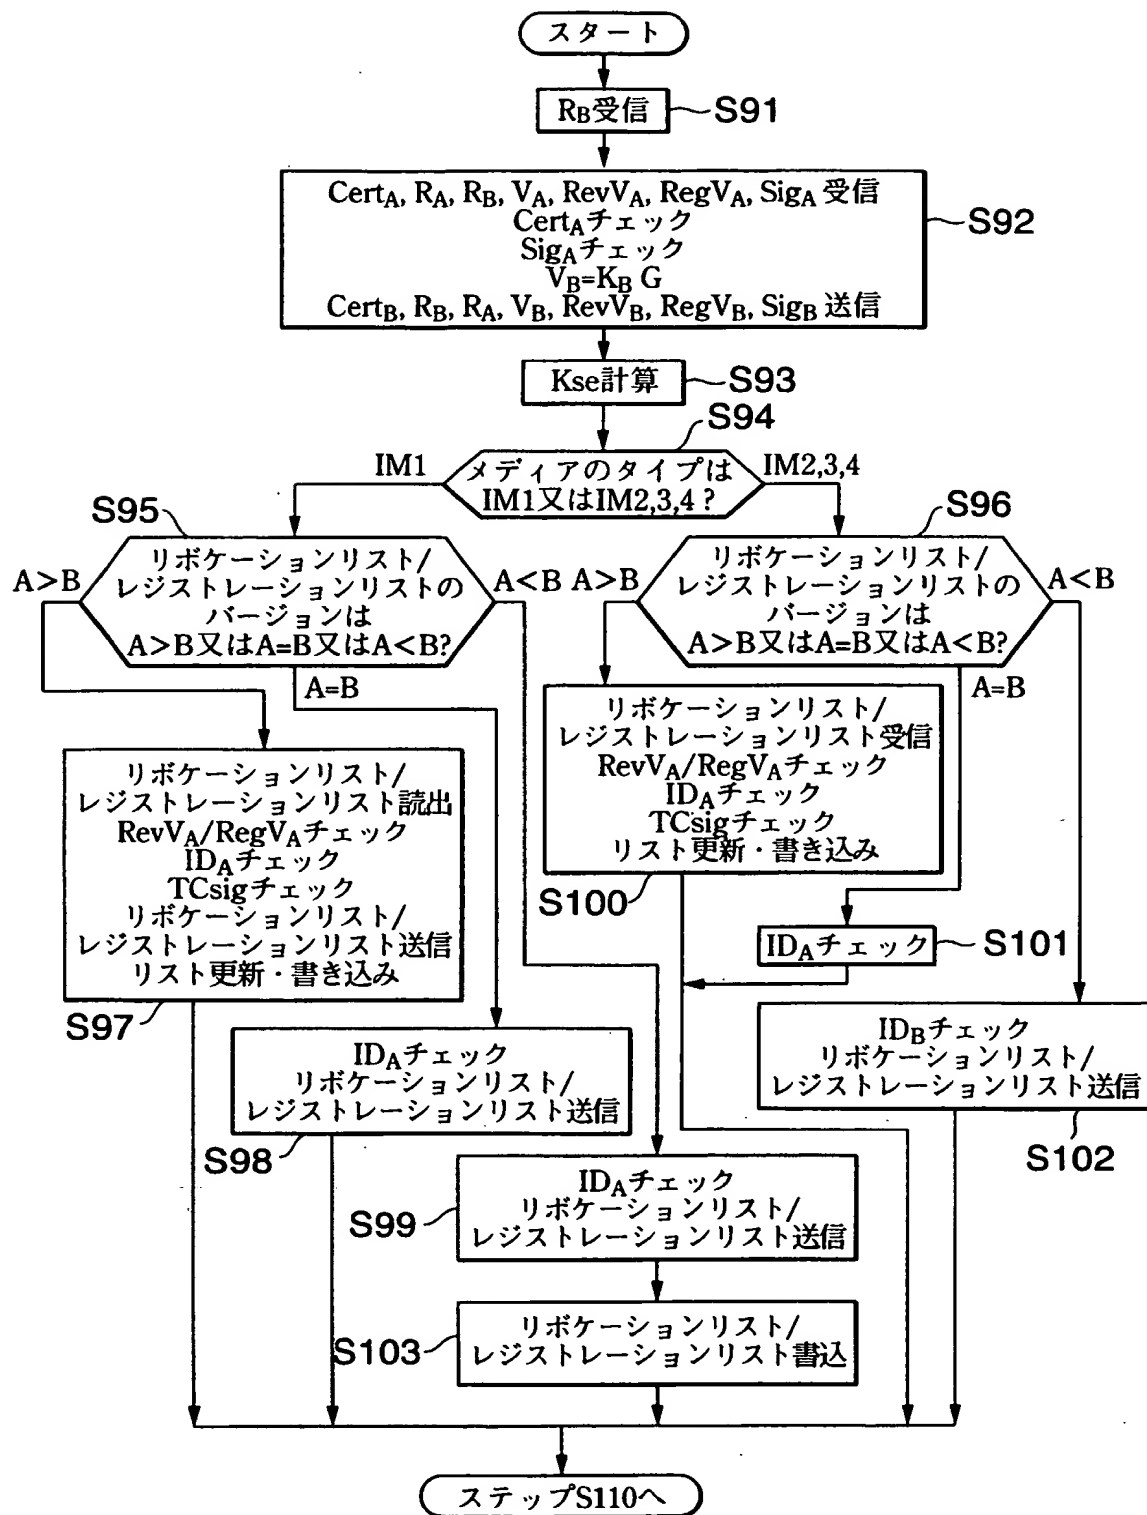 スタート
RB受信
S91
CertA, RA, RB, VA, RevVA, RegVA, SigA 受信
CertAチェック
SigAチェック
VB=KB G
CertB, RB, RA, VB, RevVB, RegVB, SigB 送信
S92
Kse計算
S93
S94
メディアのタイプは
IM1又はIM2,3,4 ?
IM1
IM2,3,4
S95
リボケーションリスト/
レジストレーションリストの
バージョンは
A>B又はA=B又はA<B?
A>B
A<B
A=B
S96
リボケーションリスト/
レジストレーションリストの
バージョンは
A>B又はA=B又はA<B?
A>B
A<B
A=B
リボケーションリスト/
レジストレーションリスト読出
RevVA/RegVAチェック
IDAチェック
TCsigチェック
リボケーションリスト/
レジストレーションリスト送信
リスト更新・書き込み
S97
リボケーションリスト/
レジストレーションリスト受信
RevVA/RegVAチェック
IDAチェック
TCsigチェック
リスト更新・書き込み
S100
IDAチェック
S101
IDAチェック
リボケーションリスト/
レジストレーションリスト送信
S98
IDBチェック
リボケーションリスト/
レジストレーションリスト送信
S102
IDAチェック
リボケーションリスト/
レジストレーションリスト送信
S99
リボケーションリスト/
レジストレーションリスト書込
S103
ステップS110へ